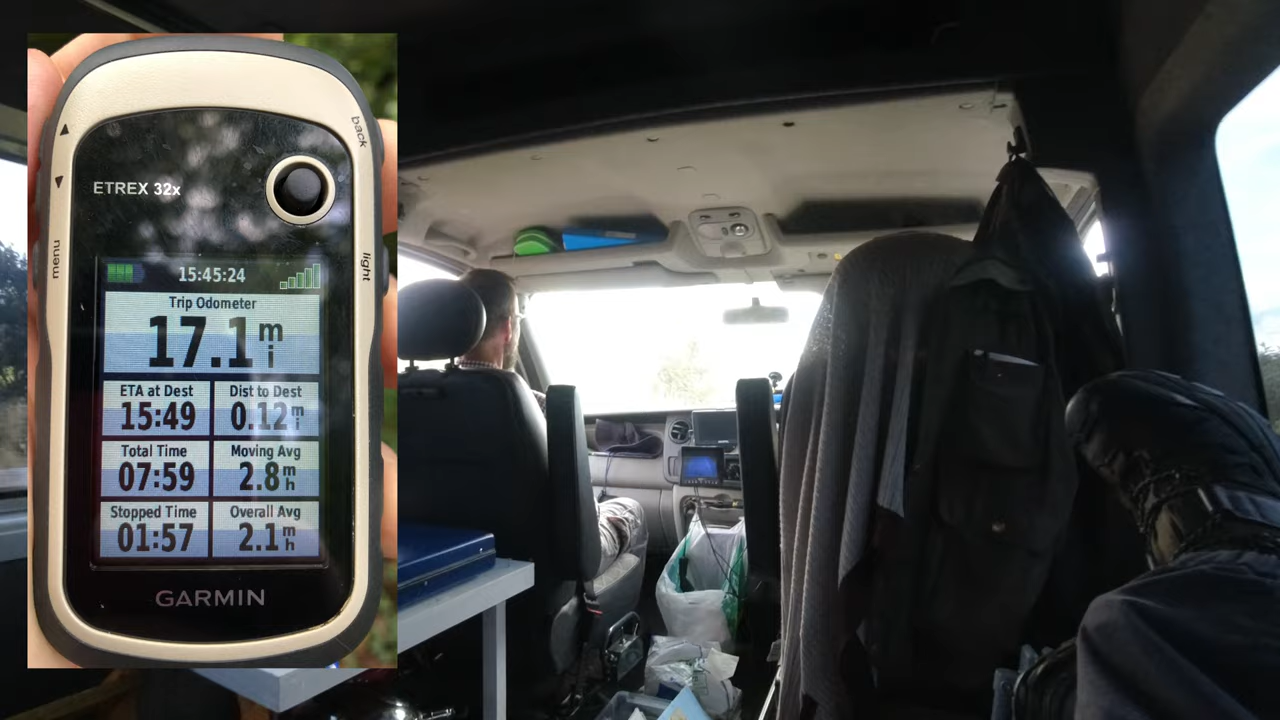 back
ETREX 32x
menu
light
15:45:24
Trip Odometer
17.1 mi
ETA at Dest Dist to Dest
15:49 0.12 mi
Total Time Moving Avg
07:59 2.8 mh
Stopped Time Overall Avg
01:57 2.1 mh
GARMIN